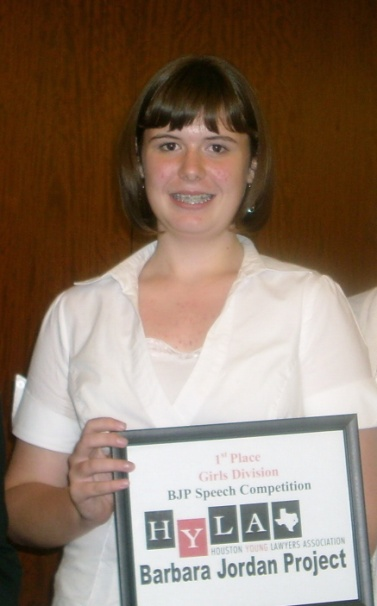 1st Place
Girls Division
BJP Speech Competition
HYLA
HOUSTON YOUNG LAWYERS ASSOCIATION
Barbara Jordan Project